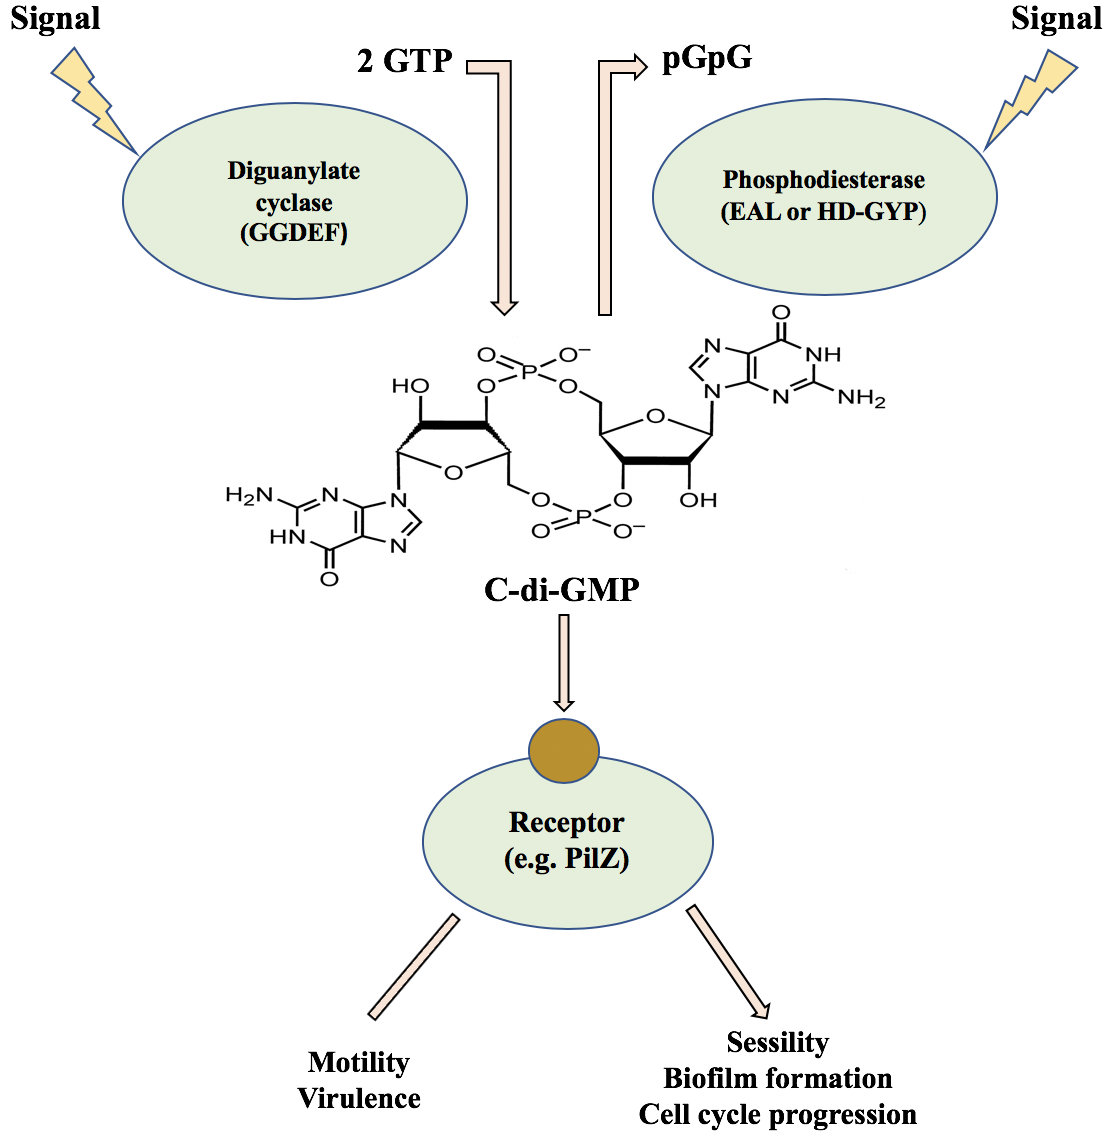 Signal
Signal
2 GTP
pGpG
Diguanylate
cyclase
(GGDEF)
Phosphodiesterase
(EAL or HD-GYP)
O
N
NH
N
N
NH₂
O
O⁻
P
O
O
HO
O
O
OH
O
N
N
H₂N
HN
N
O
O
P
O
O
O⁻
C-di-GMP
Receptor
(e.g. PilZ)
Motility
Virulence
Sessility
Biofilm formation
Cell cycle progression